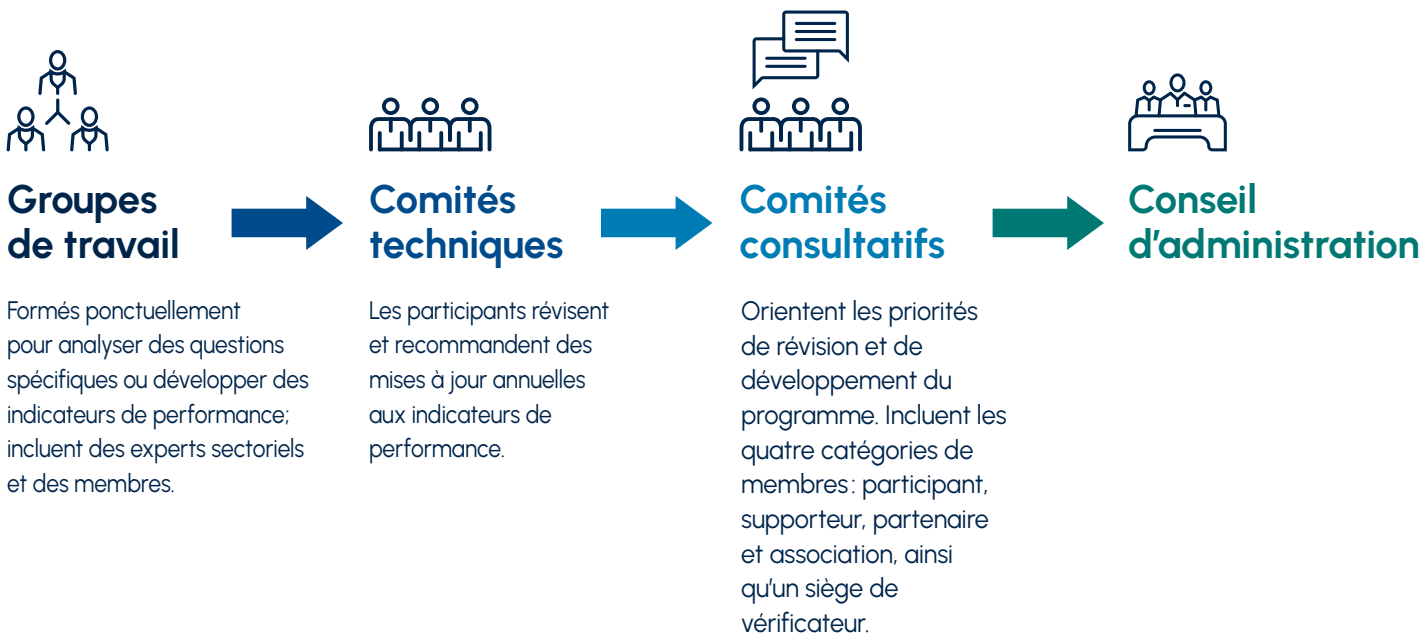 Groupes
de travail
Formés ponctuellement
pour analyser des questions
spécifiques ou développer des
indicateurs de performance;
incluent des experts sectoriels
et des membres.
Comités
techniques
Les participants révisent
et recommandent des
mises à jour annuelles
aux indicateurs de
performance.
Comités
consultatifs
Orientent les priorités
de révision et de
développement du
programme. Incluent les
quatre catégories de
membres : participant,
supporteur, partenaire
et association, ainsi
qu'un siège de
vérificateur.
Conseil
d'administration